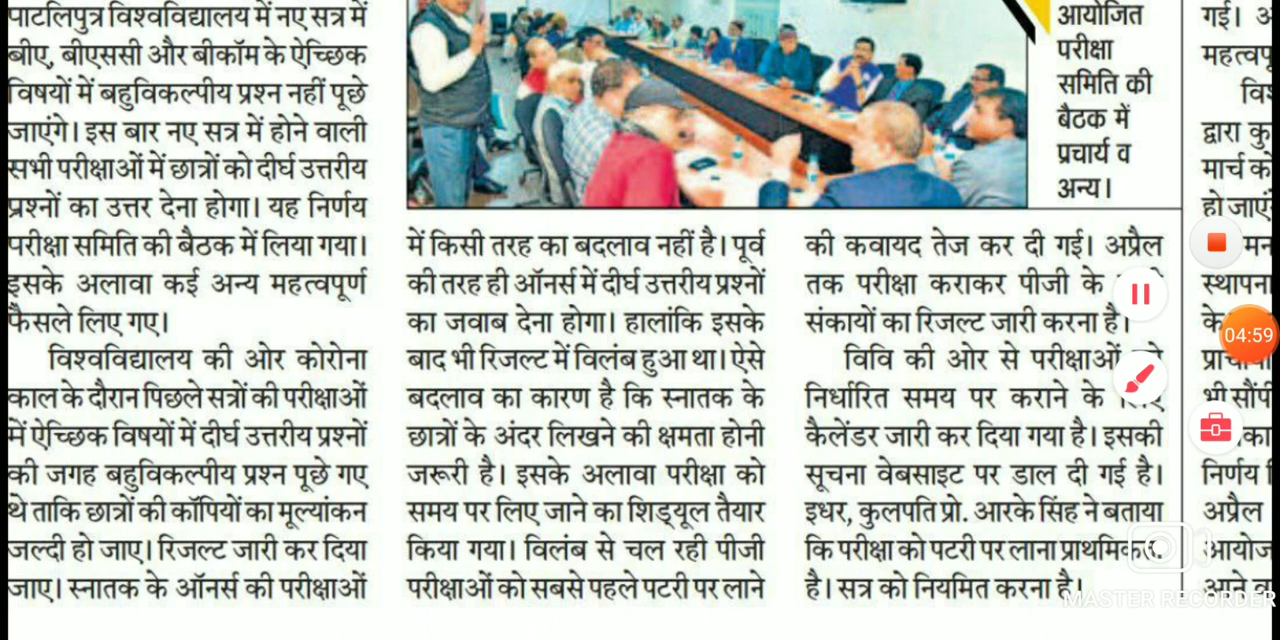 पाटलिपुत्र विश्वविद्यालय में नए सत्र में
बीए, बीएससी और बीकॉम के ऐच्छिक
विषयों में बहुविकल्पीय प्रश्न नहीं पूछे
जाएंगे। इस बार नए सत्र में होने वाली
सभी परीक्षाओं में छात्रों को दीर्घ उत्तरीय
प्रश्नों का उत्तर देना होगा। यह निर्णय
परीक्षा समिति की बैठक में लिया गया।
इसके अलावा कई अन्य महत्वपूर्ण
फैसले लिए गए।
विश्वविद्यालय की ओर कोरोना
काल के दौरान पिछले सत्रों की परीक्षाओं
में ऐच्छिक विषयों में दीर्घ उत्तरीय प्रश्नों
की जगह बहुविकल्पीय प्रश्न पूछे गए
थे ताकि छात्रों की कॉपियों का मूल्यांकन
जल्दी हो जाए। रिजल्ट जारी कर दिया
जाए। स्नातक के ऑनर्स की परीक्षाओं
आयोजित
परीक्षा
समिति की
बैठक में
प्रचार्य व
अन्य।
में किसी तरह का बदलाव नहीं है। पूर्व
की तरह ही ऑनर्स में दीर्घ उत्तरीय प्रश्नों
का जवाब देना होगा। हालांकि इसके
बाद भी रिजल्ट में विलंब हुआ था। ऐसे
बदलाव का कारण है कि स्नातक के
छात्रों के अंदर लिखने की क्षमता होनी
जरूरी है। इसके अलावा परीक्षा को
समय पर लिए जाने का शिड्यूल तैयार
किया गया। विलंब से चल रही पीजी
परीक्षाओं को सबसे पहले पटरी पर लाने
की कवायद तेज कर दी गई। अप्रैल
तक परीक्षा कराकर पीजी के
संकायों का रिजल्ट जारी करना है।
विवि की ओर से परीक्षाओं
निर्धारित समय पर कराने के लिए
कैलेंडर जारी कर दिया गया है। इसकी
सूचना वेबसाइट पर डाल दी गई है।
इधर, कुलपति प्रो. आरके सिंह ने बताया
कि परीक्षा को पटरी पर लाना प्राथमिकता
है। सत्र को नियमित करना है।
गई।
द्वारा
मार्च को
स्थापना
के
निर्णय
अप्रैल
04:59
MASTER RECORDER